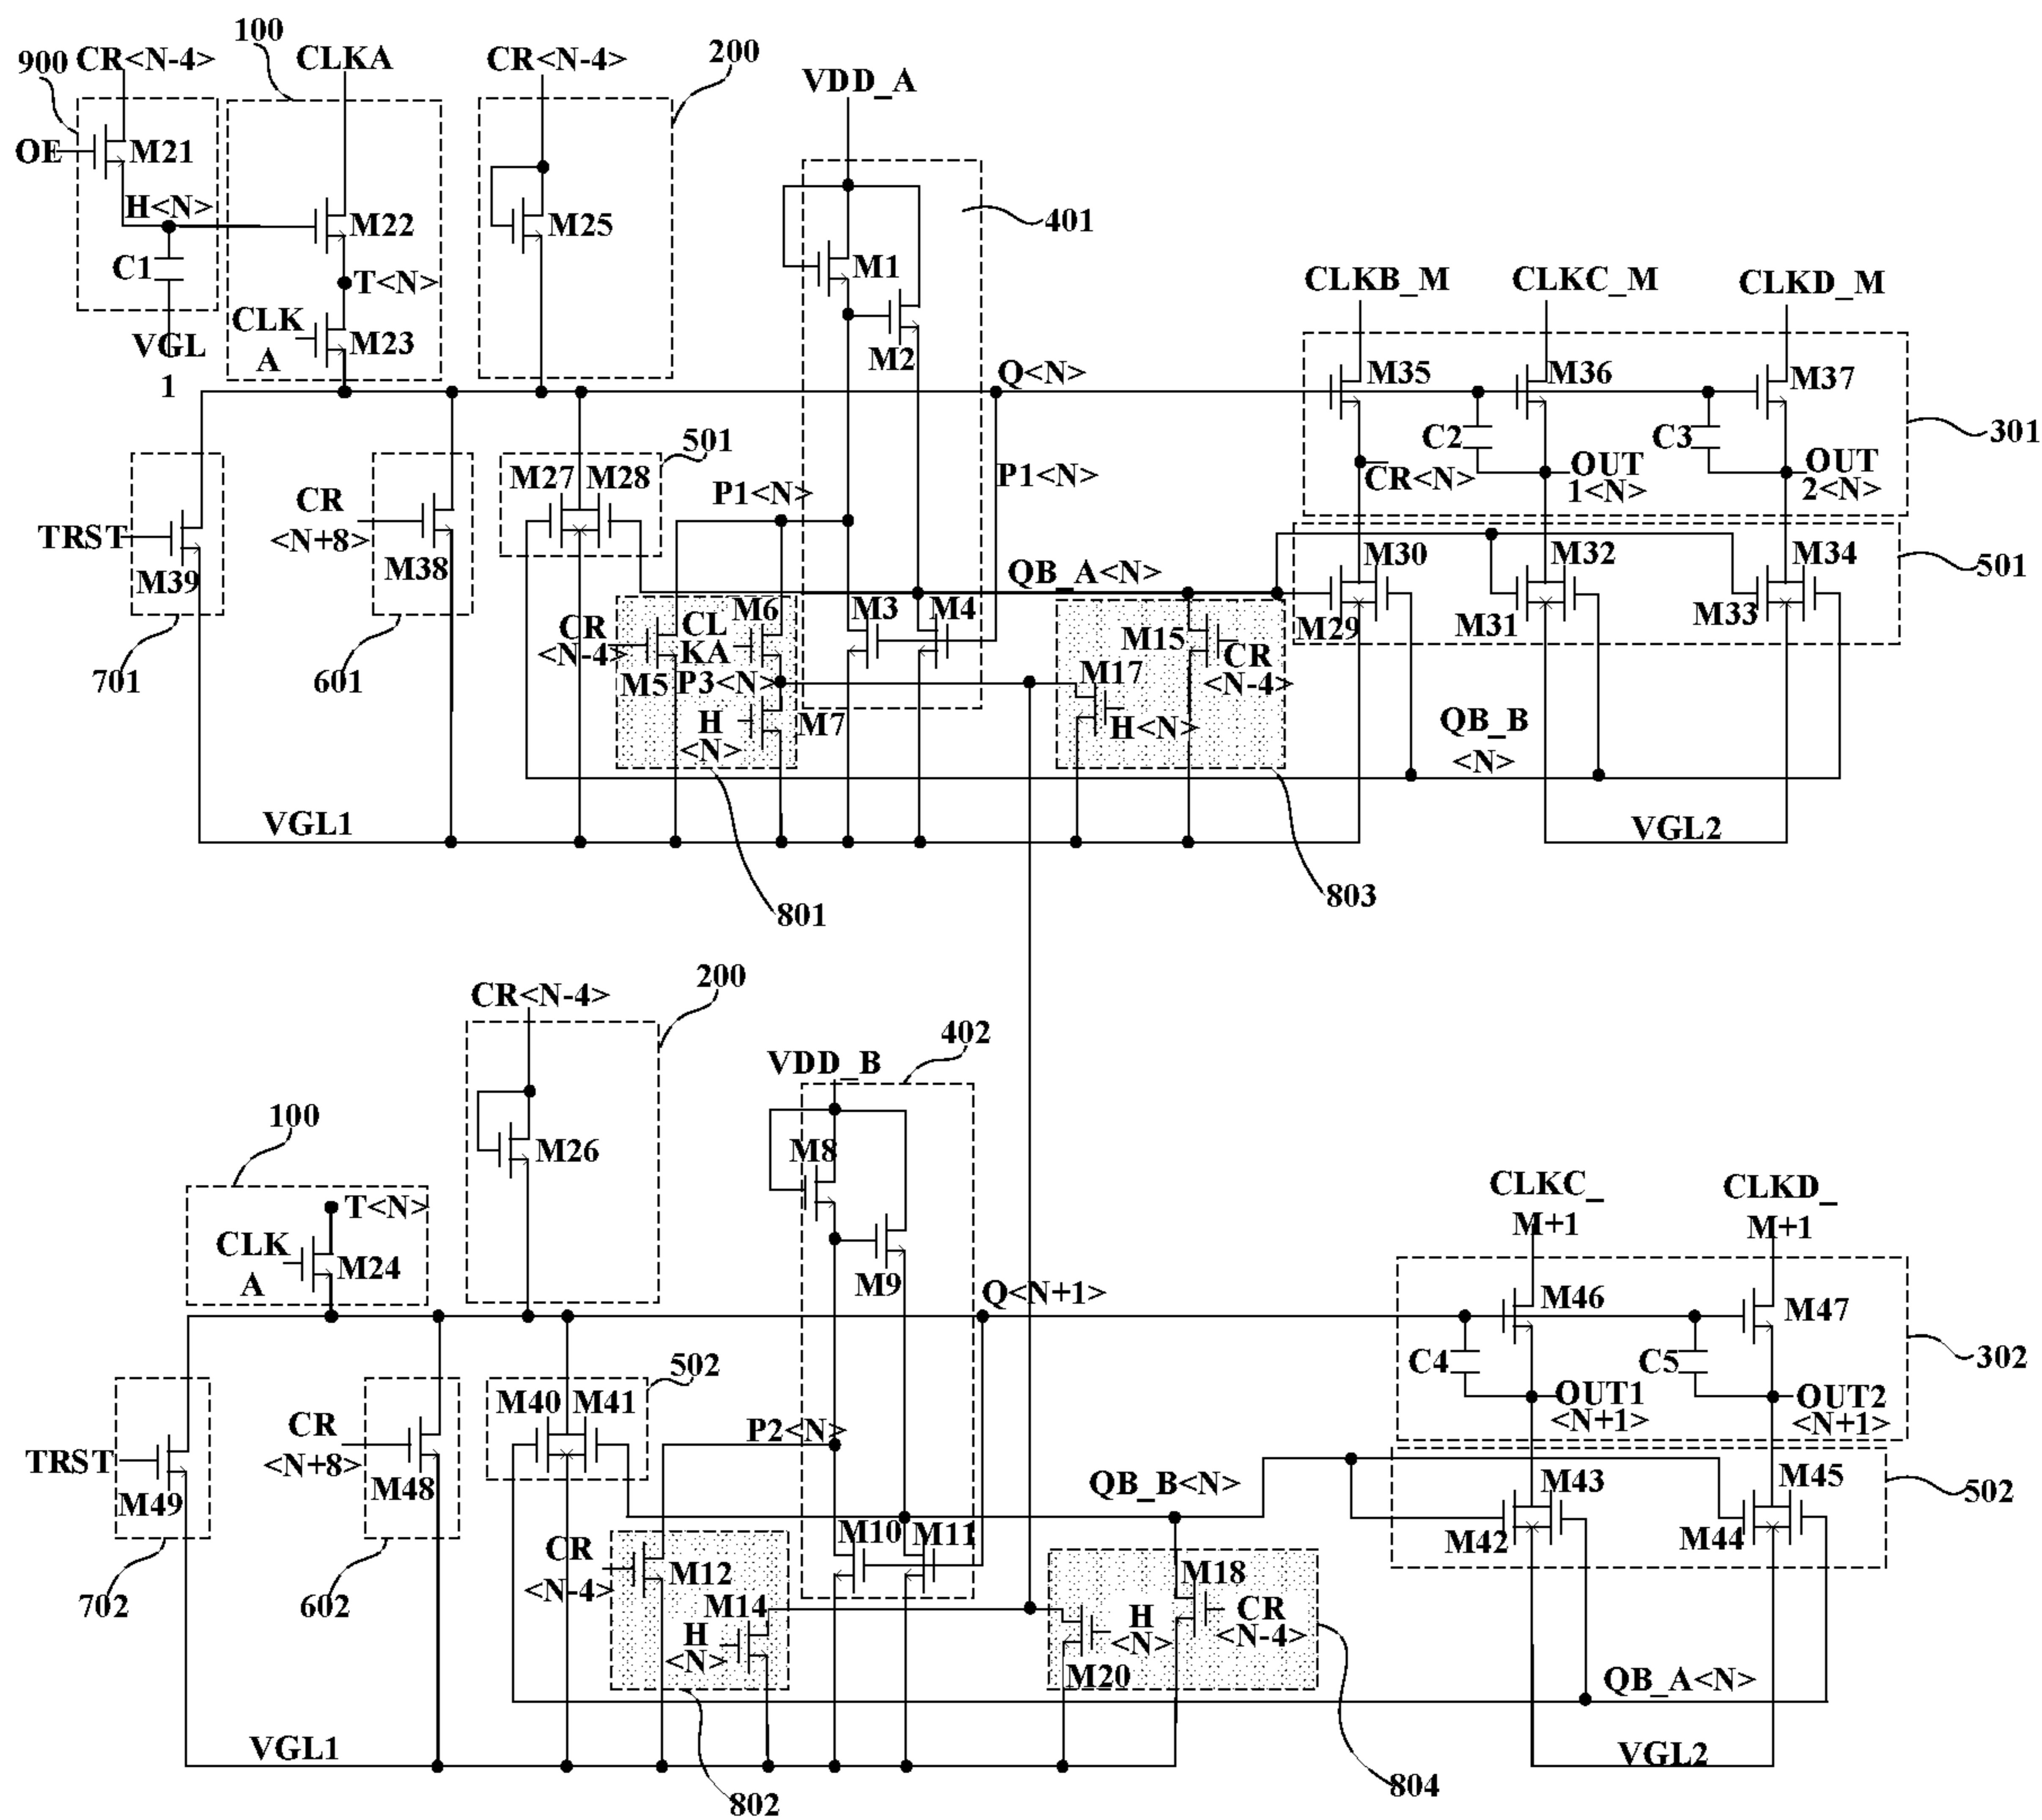 900
CR<N-4>
100
CLKA
CR<N-4>
200
VDD_A
OE
M21
H<N>
M22
M25
C1
T<N>
CLK
A
M23
VGL
1
M1
M2
401
Q<N>
CLKB_M
CLKC_M
CLKD_M
M35
M36
M37
C2
C3
CR<N>
OUT
1<N>
OUT
2<N>
301
TRST
M39
701
CR
<N+8>
M38
601
M27
M28
501
P1<N>
P1<N>
QB_A<N>
CR
<N-4>
M5
CL
KA
M6
P3<N>
H
<N>
M7
M3
M4
M15
CR
<N-4>
M17
H<N>
M30
M29
M32
M31
M34
M33
501
QB_B
<N>
VGL1
VGL2
801
803
CR<N-4>
200
M26
VDD_B
402
M8
M9
100
T<N>
CLK
A
M24
Q<N+1>
CLKC_
M+1
CLKD_
M+1
M46
M47
C4
C5
OUT1
<N+1>
OUT2
<N+1>
302
TRST
M49
702
CR
<N+8>
M48
602
M40
M41
502
P2<N>
QB_B<N>
M43
M42
M45
M44
502
CR
<N-4>
M12
M14
H
<N>
M10
M11
M18
CR
<N-4>
H
<N>
M20
QB_A<N>
VGL1
VGL2
802
804